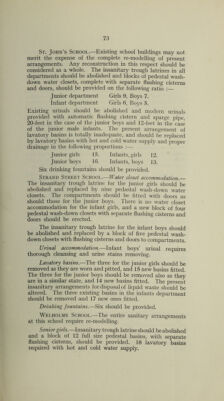 73
St. John's School.—Existing school buildings may not
merit the expense of the complete re-modelling of present
arrangements. Any reconstruction in this respect should be
considered as a whole. The insanitary trough latrines in all
departments should be abolished and blocks of pedestal wash-
down water closets, complete with separate flushing cisterns
and doors, should be provided on the following ratio :—
Junior department Girls 9, Boys 7.
Infant department Girls 6, Boys 3.
Existing urinals should be abolished and modern urinals
provided with automatic flushing cistern and sparge pipe,
20-feet in the case of the junior boys and 12-feet in the case
of the junior male infants. The present arrangement of
lavatory basins is totally inadequate, and should be replaced
by lavatory basins with hot and cold water supply and proper
drainage in the following proportions :—
Junior girls 13. Infants, girls 12.
Junior boys 16. Infants, boys 13.
Six drinking fountains should be provided.
Strand Street School.—Water closet accommodation.—
The insanitary trough latrine for the junior girls should be
abolished and replaced by nine pedestal wash-down water
closets. The compartments should be fitted with doors as
should those for the junior boys. There is no water closet
accommodation for the infant girls, and a new block of four
pedestal wash-down closets with separate flushing cisterns and
doors should be erected.
The insanitary trough latrine for the infant boys should
be abolished and replaced by a block of five pedestal wash-
down closets with flushing cisterns and doors to compartments.
Urinal accommodation.—Infant boys' urinal requires
thorough cleansing and urine stains removing.
Lavatory basins.—The three for the junior girls should be
removed as they are worn and pitted, and 18 new basins fitted.
The three for the junior boys should be removed also as they
are in a similar state, and 14 new basins fitted. The present
insanitary arrangements for disposal of liquid waste should be
altered. The three existing basins in the infants department
should be removed and 17 new ones fitted.
Drinking fountains.—Six should be provided.
Welholme School.—The entire sanitary arrangements
at this school require re-modelling.
Senior girls.—Insanitary trough latrine should be abolished
and a block of 12 full size pedestal basins, with separate
flushing cisterns, should be provided. 18 lavatory basins
required with hot and cold water supply.